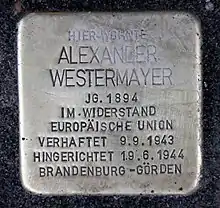 HIER WOHNTE
ALEXANDER
WESTERMAYER
JG. 1894
IM WIDERSTAND
EUROPÄISCHE UNION
VERHAFTET 9.9.1943
HINGERICHTET 19.6.1944
BRANDENBURG-GÖRDEN